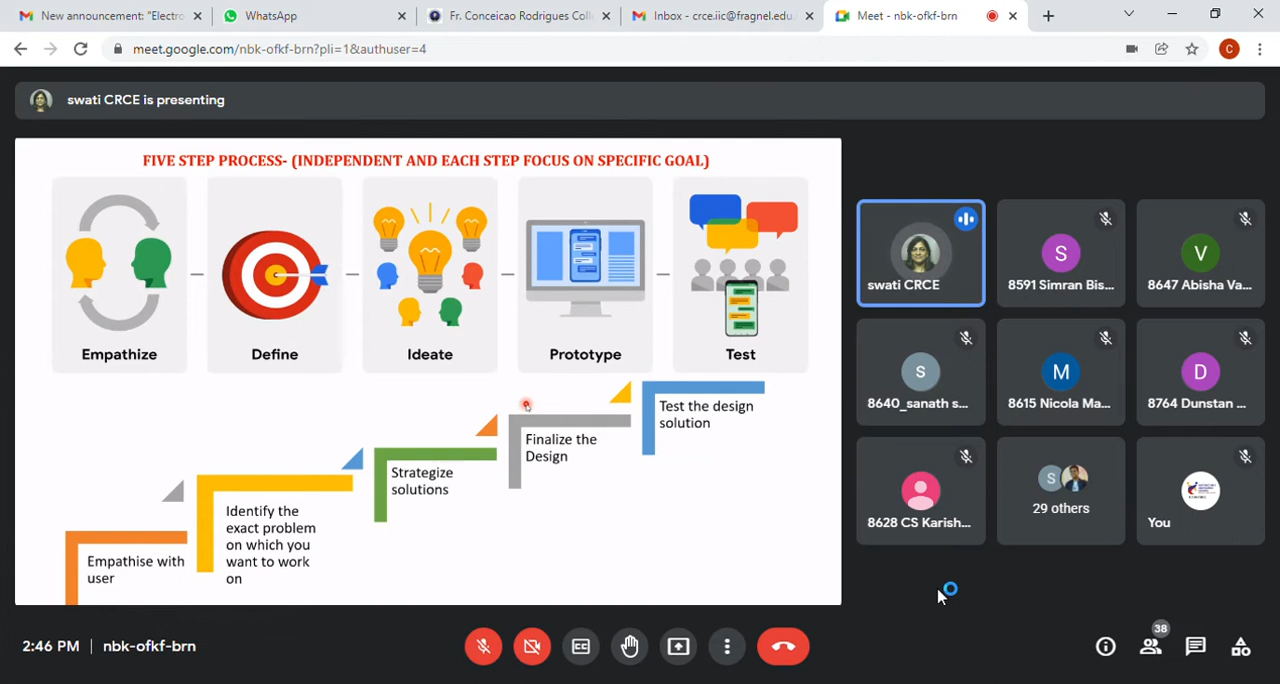 New announcement: "Electro
WhatsApp
Fr. Conceicao Rodrigues Coll
Inbox - crce.iic@fragnel.edu.
Meet - nbk-ofkf-brn
meet.google.com/nbk-ofkf-brn?pli=1&authuser=4
C
swati CRCE is presenting
FIVE STEP PROCESS- (INDEPENDENT AND EACH STEP FOCUS ON SPECIFIC GOAL)
Empathize
Define
Ideate
Prototype
Test
Empathise with
user
Identify the
exact problem
on which you
want to work
on
Strategize
solutions
Finalize the
Design
Test the design
solution
swati CRCE
S
8591 Simran Bis...
V
8647 Abisha Va...
S
8640_sanath s...
M
8615 Nicola Ma...
D
8764 Dunstan ...
8628 CS Karish...
S
29 others
You
2:46 PM | nbk-ofkf-brn
CC
38